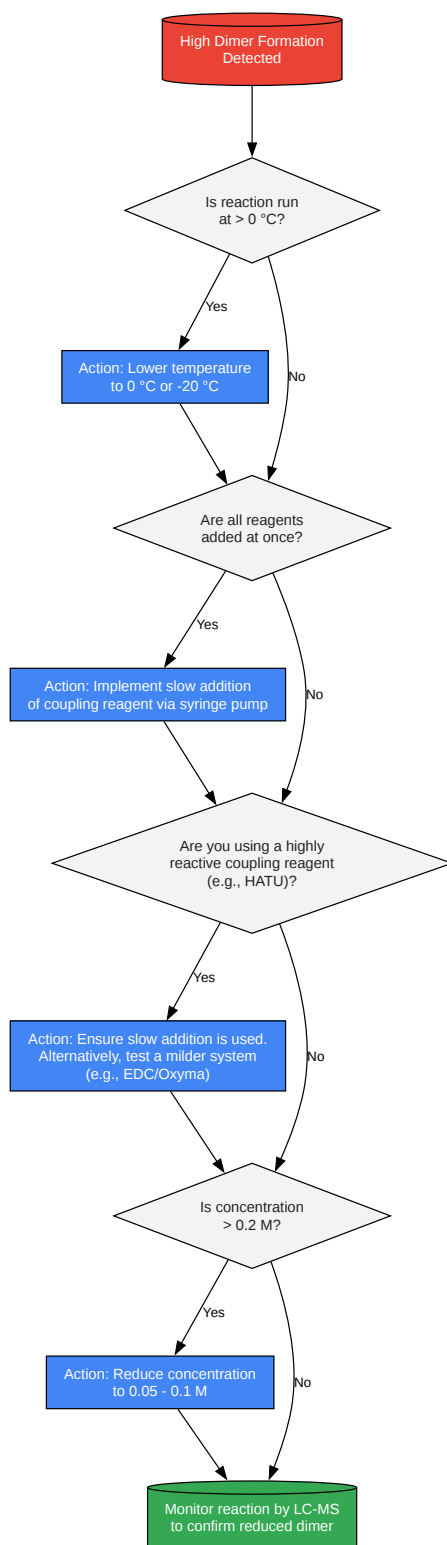 High Dimer Formation
Detected
Is reaction run
at > 0 °C?
Yes
Action: Lower temperature
to 0 °C or -20 °C
No
Are all reagents
added at once?
Yes
Action: Implement slow addition
of coupling reagent via syringe pump
No
Are you using a highly
reactive coupling reagent
(e.g., HATU)?
Yes
Action: Ensure slow addition is used.
Alternatively, test a milder system
(e.g., EDC/Oxyma)
No
Is concentration
> 0.2 M?
Yes
Action: Reduce concentration
to 0.05 - 0.1 M
No
Monitor reaction by LC-MS
to confirm reduced dimer